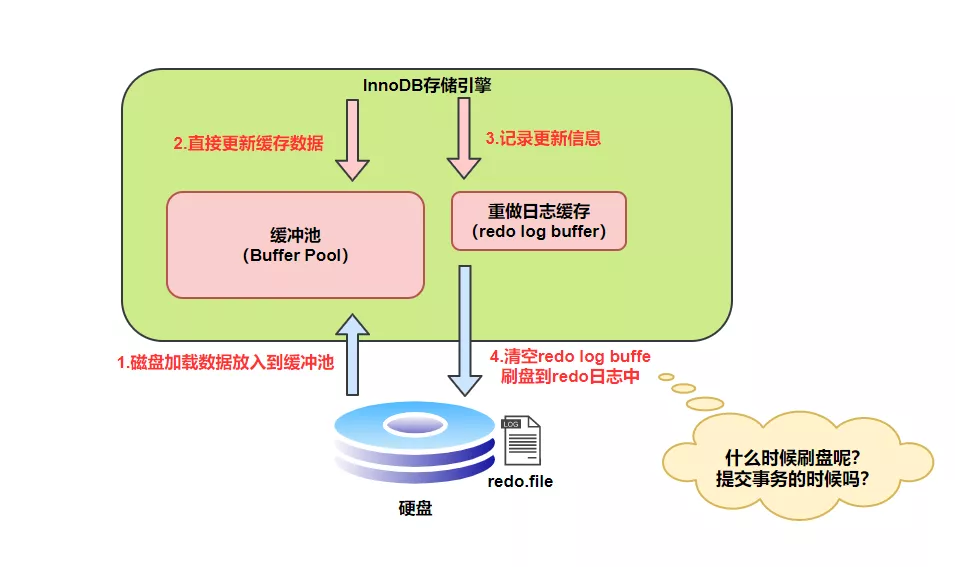 InnoDB存储引擎
2.直接更新缓存数据
3.记录更新信息
缓冲池
（Buffer Pool）
重做日志缓存
（redo log buffer）
1.磁盘加载数据放入到缓冲池
4.清空redo log buffe
刷盘到redo日志中
LOG
redo.file
硬盘
什么时候刷盘呢？
提交事务的时候吗？